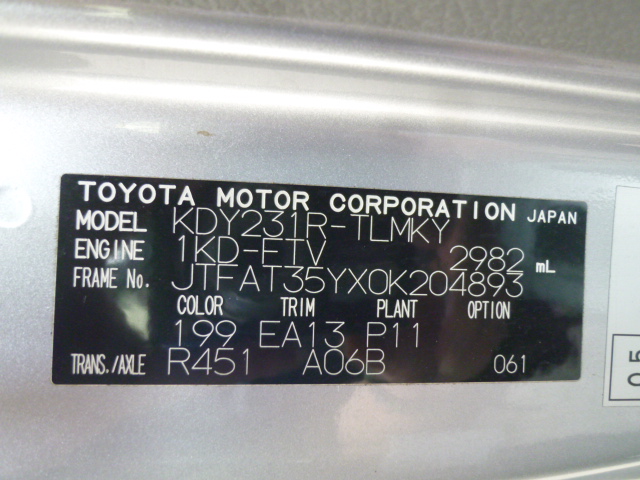 TOYOTA MOTOR CORPORATION JAPAN
MODEL KDY231R-TLMKY
ENGINE 1KD-FTV 2982 mL
FRAME No. JTFAT35YX0K204893
COLOR TRIM PLANT OPTION
199 EA13 P11
TRANS./AXLE R451 A06B 061